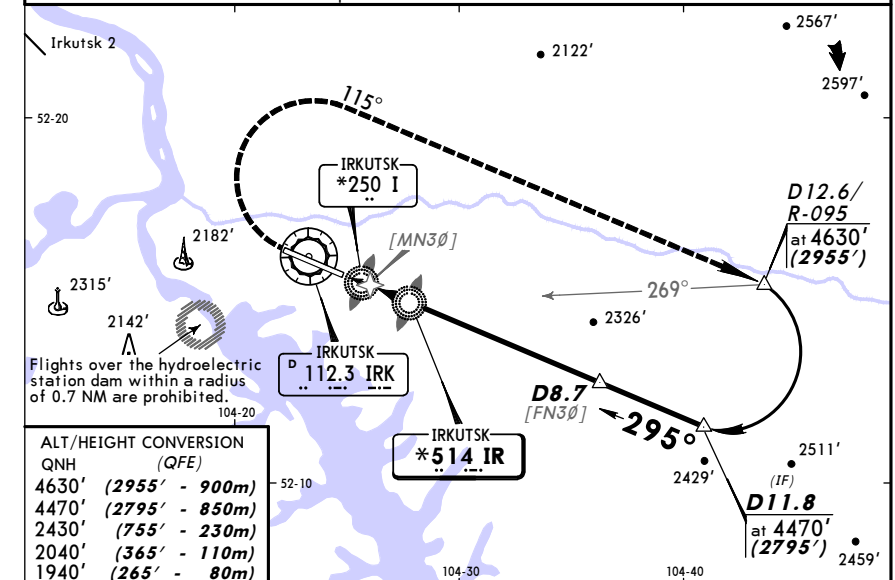 2567'
Irkutsk 2
2122'
2597'
115°
52-20
IRKUTSK
*250 I
D12.6/
R-095
at 4630'
(2955')
2182'
[MN30]
2315'
269°
2142'
2326'
Flights over the hydroelectric
station dam within a radius
of 0.7 NM are prohibited.
IRKUTSK
D 112.3 IRK
D8.7
[FN30]
104-20
295°
IRKUTSK
*514 IR
ALT/HEIGHT CONVERSION
QNH (QFE)
4630' (2955' - 900m)
4470' (2795' - 850m)
2430' (755' - 230m)
2040' (365' - 110m)
1940' (265' - 80m)
52-10
2429'
2511'
(IF)
D11.8
at 4470'
(2795')
2459'
104-30
104-40